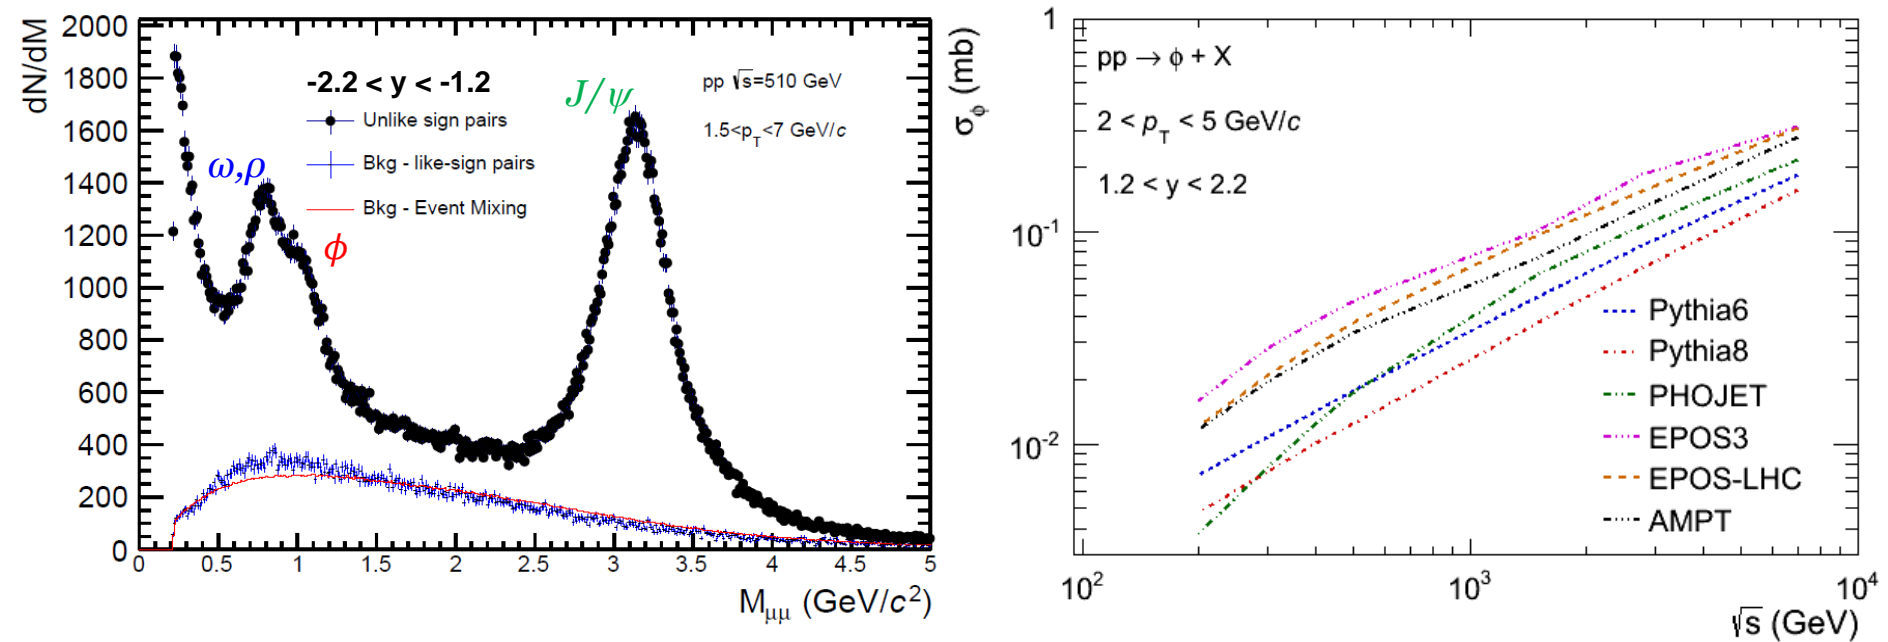 dN/dM
2000
1800
1600
1400
1200
1000
800
600
400
200
0
-2.2 < y < -1.2
Unlike sign pairs
Bkg - like-sign pairs
Bkg - Event Mixing
ω,ρ
ϕ
J/ψ
pp √s=510 GeV
1.5<p_T<7 GeV/c
0 0.5 1 1.5 2 2.5 3 3.5 4 4.5 5
M_μμ (GeV/c²)
σ_ϕ (mb)
1
10⁻¹
10⁻²
pp → ϕ + X
2 < p_T < 5 GeV/c
1.2 < y < 2.2
Pythia6
Pythia8
PHOJET
EPOS3
EPOS-LHC
AMPT
10² 10³ 10⁴
√s (GeV)